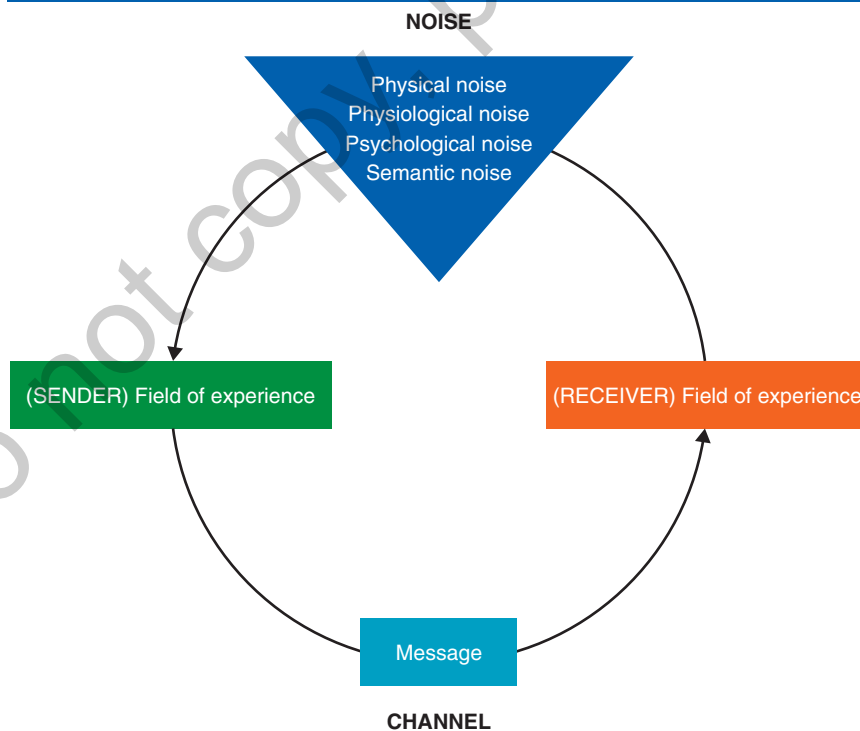 NOISE
Physical noise
Physiological noise
Psychological noise
Semantic noise
(SENDER) Field of experience
(RECEIVER) Field of experience
Message
CHANNEL
not copy, p